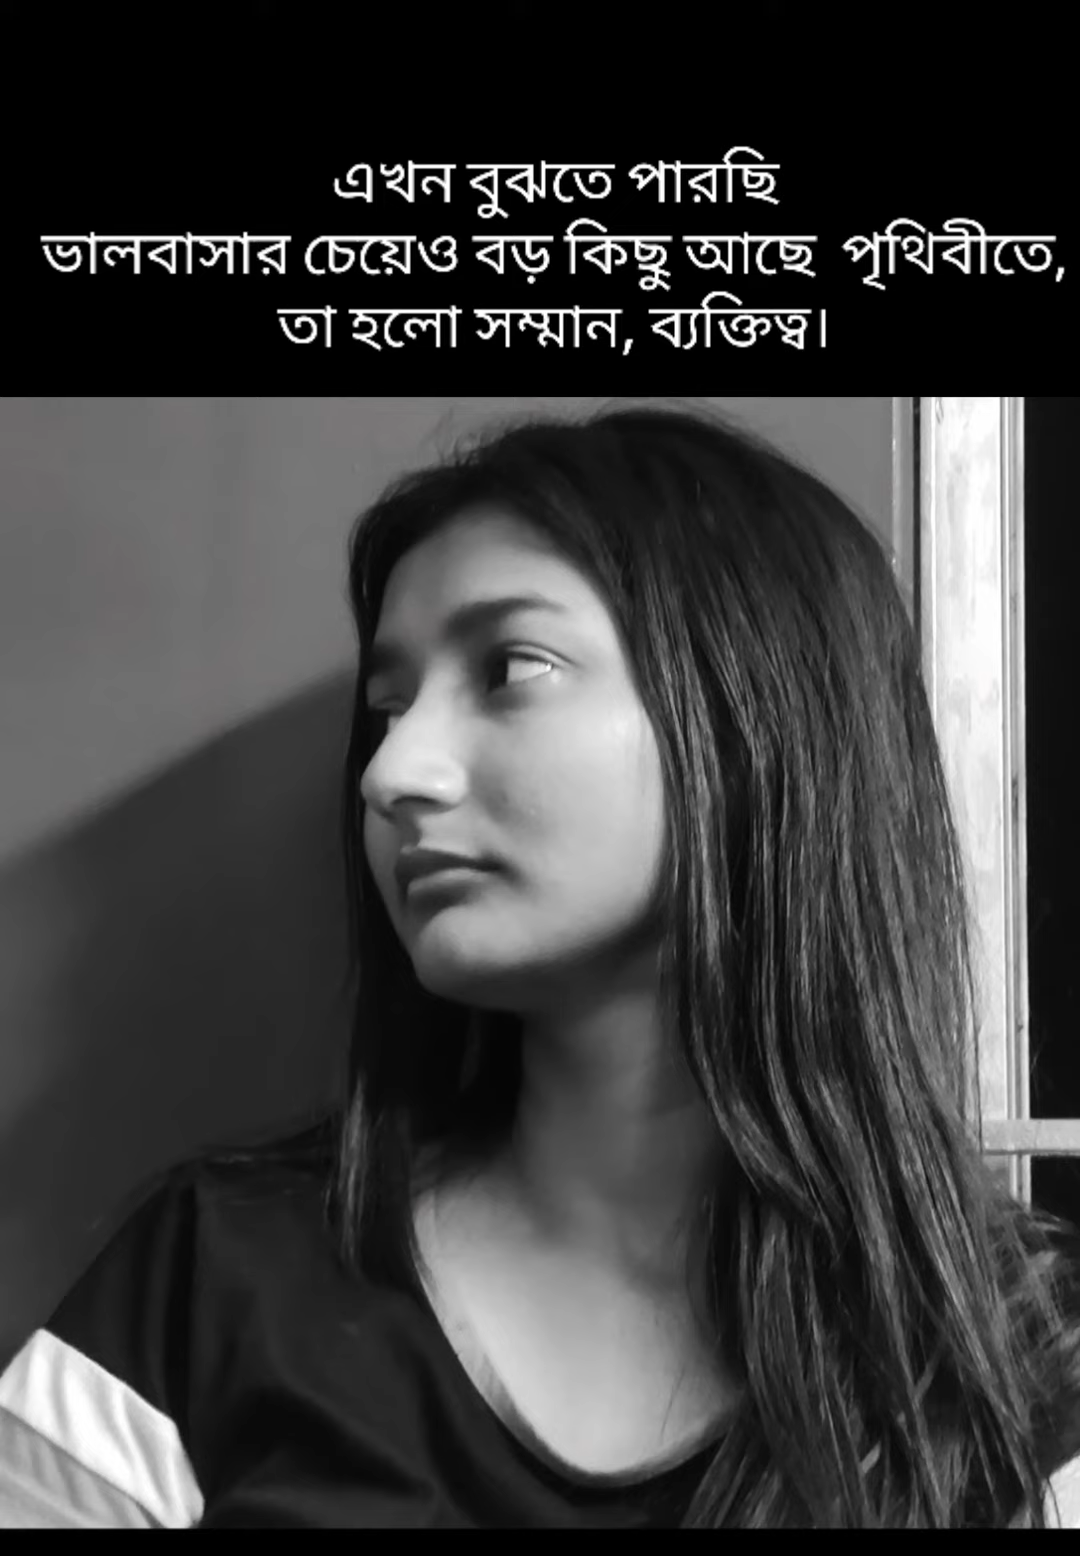 এখন বুঝতে পারছি
ভালবাসার চেয়েও বড় কিছু আছে পৃথিবীতে,
তা হলো সম্মান, ব্যক্তিত্ব।